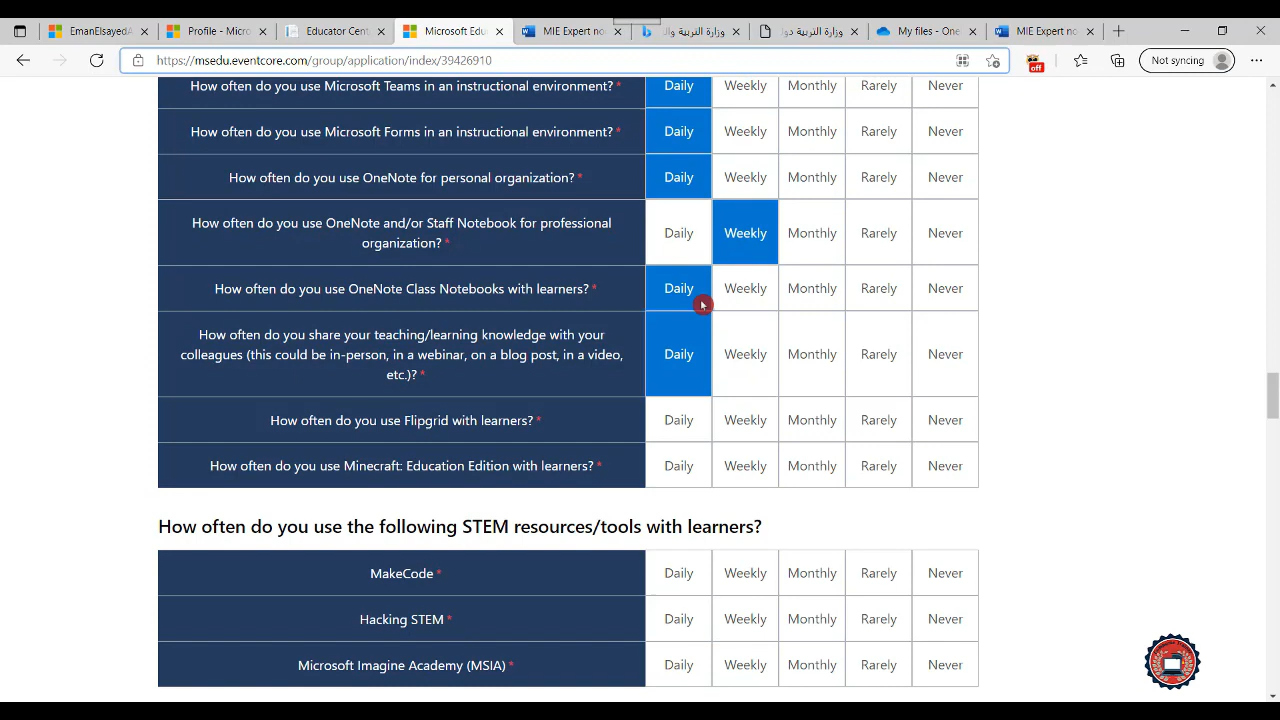 EmanElsayedA
Profile - Micro
Educator Cent
Microsoft Edu
MIE Expert no
وزارة التربية وال
وزارة التربية دوا
My files - One
MIE Expert no
https://msedu.eventcore.com/group-application/index/39426910
off
Not syncing
How often do you use Microsoft Teams in an instructional environment? * Daily Weekly Monthly Rarely Never
How often do you use Microsoft Forms in an instructional environment? * Daily Weekly Monthly Rarely Never
How often do you use OneNote for personal organization? * Daily Weekly Monthly Rarely Never
How often do you use OneNote and/or Staff Notebook for professional
organization? * Daily Weekly Monthly Rarely Never
How often do you use OneNote Class Notebooks with learners? * Daily Weekly Monthly Rarely Never
How often do you share your teaching/learning knowledge with your
colleagues (this could be in-person, in a webinar, on a blog post, in a video, Daily Weekly Monthly Rarely Never
etc.)? *
How often do you use Flipgrid with learners? * Daily Weekly Monthly Rarely Never
How often do you use Minecraft: Education Edition with learners? * Daily Weekly Monthly Rarely Never
How often do you use the following STEM resources/tools with learners?
MakeCode * Daily Weekly Monthly Rarely Never
Hacking STEM * Daily Weekly Monthly Rarely Never
Microsoft Imagine Academy (MSIA) * Daily Weekly Monthly Rarely Never